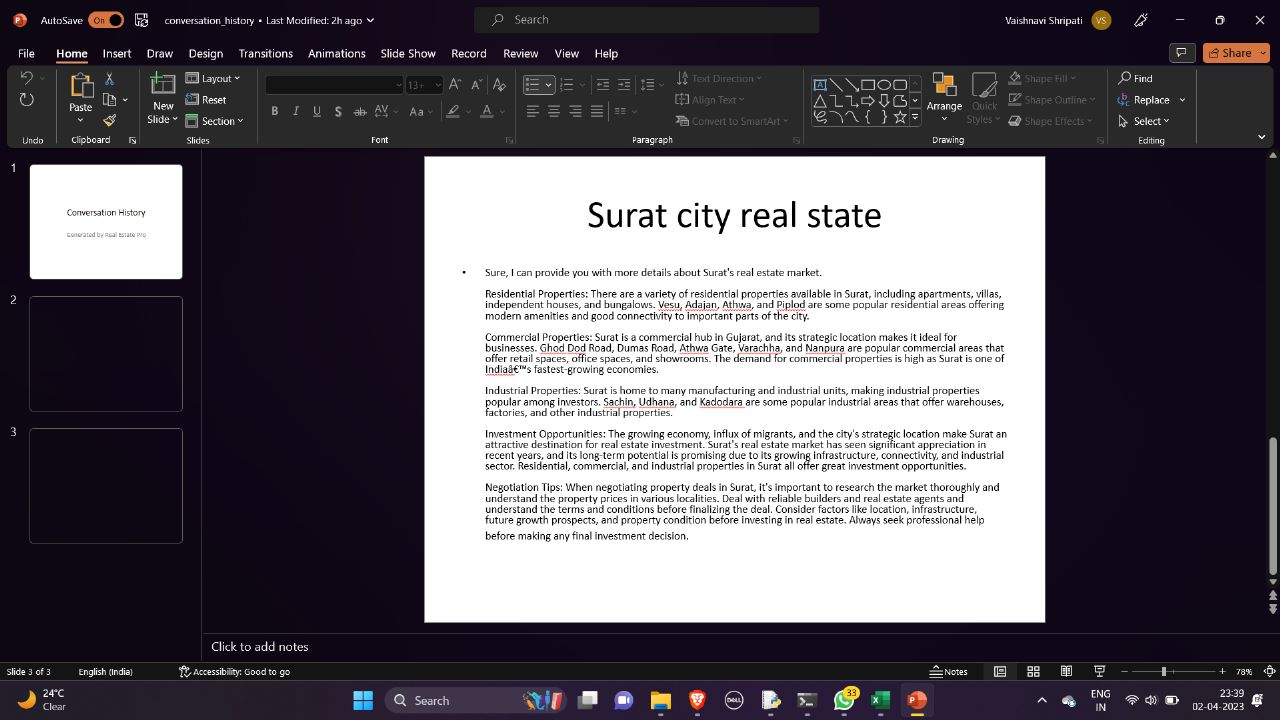 AutoSave On conversation_history • Last Modified: 2h ago Search Vaishnavi Shripati VS
File Home Insert Draw Design Transitions Animations Slide Show Record Review View Help Share
Paste New Slide Layout Reset Section 13+ B I U S ab AV Aa A Text Direction Align Text Convert to SmartArt Arrange Quick Styles Shape Fill Shape Outline Shape Effects Find Replace Select
Undo Clipboard Slides Font Paragraph Drawing Editing
1
Conversation History
Generated by Real Estate Pro
2
3
Surat city real state
• Sure, I can provide you with more details about Surat's real estate market.
Residential Properties: There are a variety of residential properties available in Surat, including apartments, villas,
independent houses, and bungalows. Vesu, Adajan, Athwa, and Piplod are some popular residential areas offering
modern amenities and good connectivity to important parts of the city.
Commercial Properties: Surat is a commercial hub in Gujarat, and its strategic location makes it ideal for
businesses. Ghod Dod Road, Dumas Road, Athwa Gate, Varachha, and Nanpura are popular commercial areas that
offer retail spaces, office spaces, and showrooms. The demand for commercial properties is high as Surat is one of
Indiaâ€™s fastest-growing economies.
Industrial Properties: Surat is home to many manufacturing and industrial units, making industrial properties
popular among investors. Sachin, Udhana, and Kadodara are some popular industrial areas that offer warehouses,
factories, and other industrial properties.
Investment Opportunities: The growing economy, influx of migrants, and the city's strategic location make Surat an
attractive destination for real estate investment. Surat's real estate market has seen significant appreciation in
recent years, and its long-term potential is promising due to its growing infrastructure, connectivity, and industrial
sector. Residential, commercial, and industrial properties in Surat all offer great investment opportunities.
Negotiation Tips: When negotiating property deals in Surat, it's important to research the market thoroughly and
understand the property prices in various localities. Deal with reliable builders and real estate agents and
understand the terms and conditions before finalizing the deal. Consider factors like location, infrastructure,
future growth prospects, and property condition before investing in real estate. Always seek professional help
before making any final investment decision.
Click to add notes
Slide 3 of 3 English (India) Accessibility: Good to go Notes 78%
24°C
Clear
Search DELL 33 ENG
IN
23:39
02-04-2023